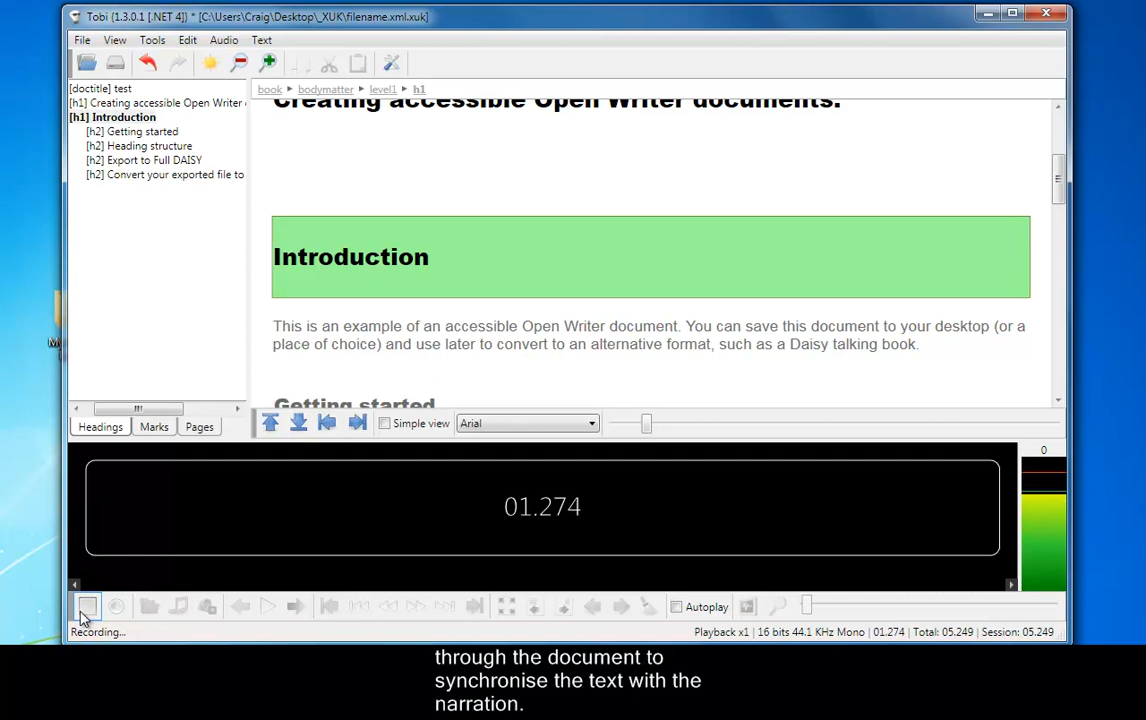 Tobi (1.3.0.1 [.NET 4]) * [C:\Users\Craig\Desktop\_XUK\filename.xml.xuk]
File View Tools Edit Audio Text
[doctitle] test
[h1] Creating accessible Open Writer
[h1] Introduction
[h2] Getting started
[h2] Heading structure
[h2] Export to Full DAISY
[h2] Convert your exported file to
Headings Marks Pages
book bodymatter level1 h1
Creating accessible Open Writer documents.
Introduction
This is an example of an accessible Open Writer document. You can save this document to your desktop (or a
place of choice) and use later to convert to an alternative format, such as a Daisy talking book.
Getting started
Simple view Arial
0
01.274
Autoplay
Recording... Playback x1 | 16 bits 44.1 KHz Mono | 01.274 | Total: 05.249 | Session: 05.249
through the document to
synchronise the text with the
narration.